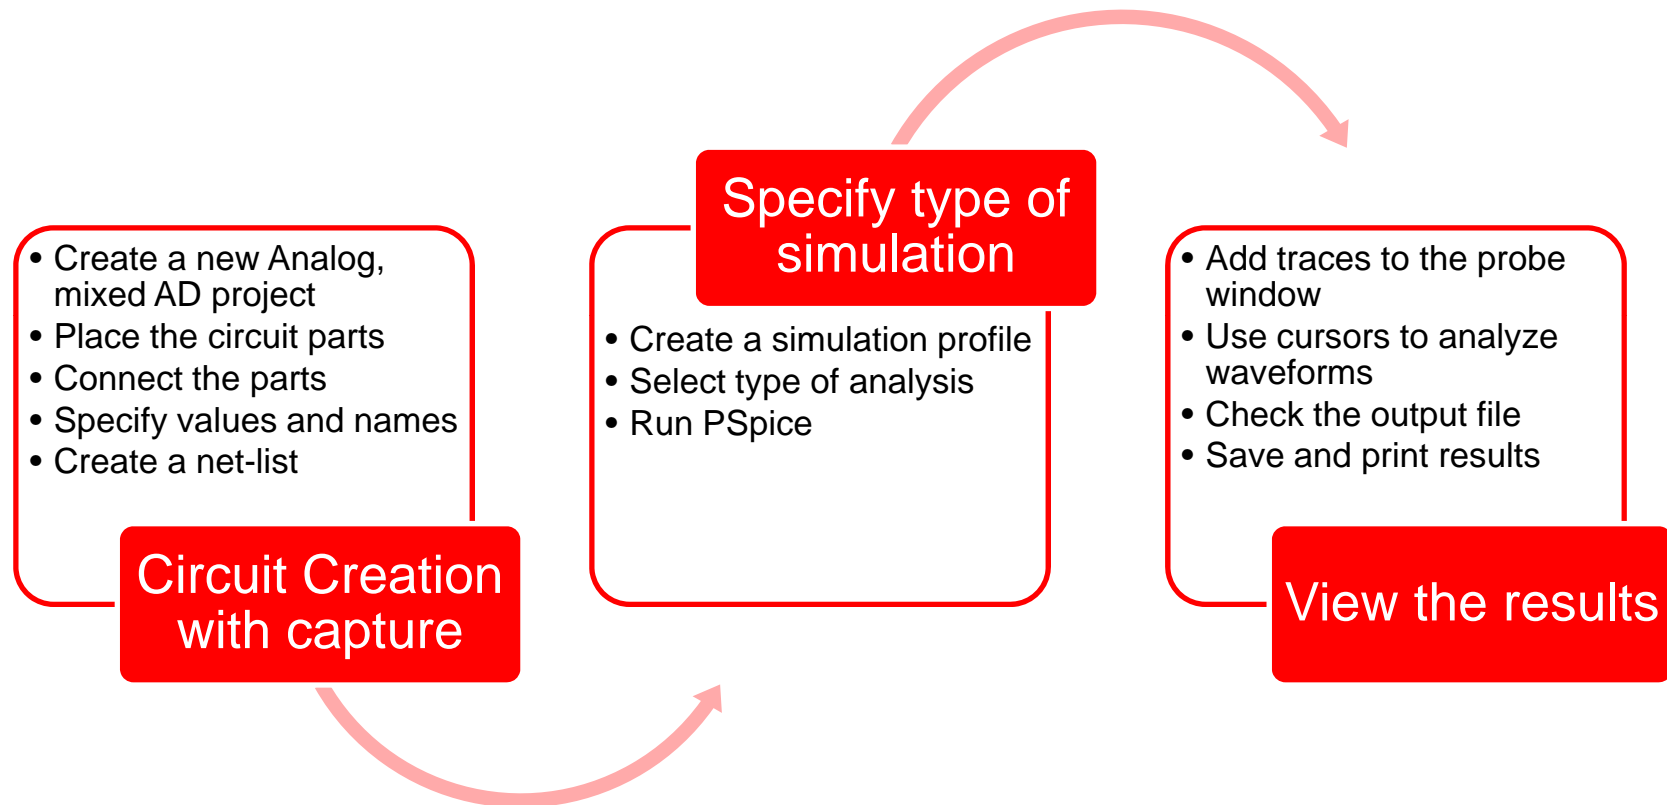 • Create a new Analog,
mixed AD project
• Place the circuit parts
• Connect the parts
• Specify values and names
• Create a net-list
Circuit Creation
with capture
Specify type of
simulation
• Create a simulation profile
• Select type of analysis
• Run PSpice
• Add traces to the probe
window
• Use cursors to analyze
waveforms
• Check the output file
• Save and print results
View the results